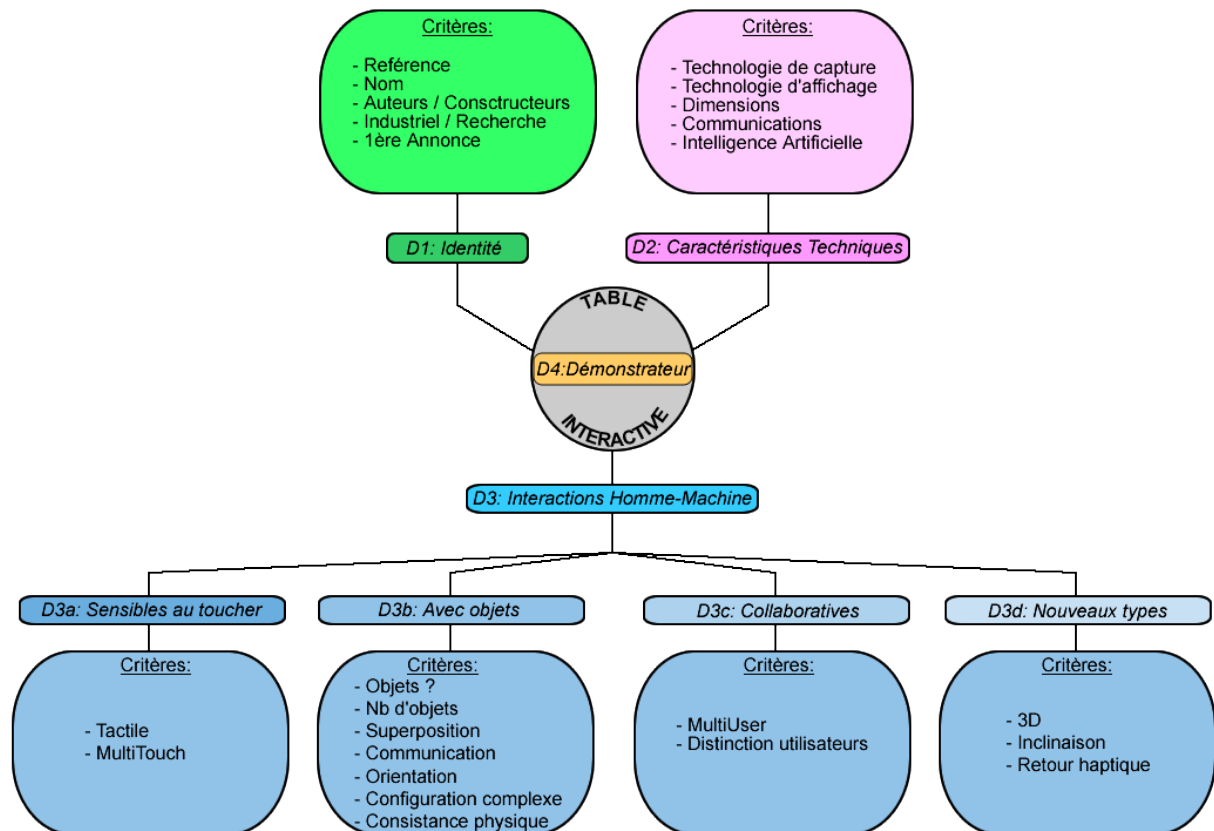 Critères:
- Reférence
- Nom
- Auteurs / Consctructeurs
- Industriel / Recherche
- 1ère Annonce
Critères:
- Technologie de capture
- Technologie d'affichage
- Dimensions
- Communications
- Intelligence Artificielle
D1: Identité
D2: Caractéristiques Techniques
TABLE
D4:Démonstrateur
INTERACTIVE
D3: Interactions Homme-Machine
D3a: Sensibles au toucher
D3b: Avec objets
D3c: Collaboratives
D3d: Nouveaux types
Critères:
- Tactile
- MultiTouch
Critères:
- Objets ?
- Nb d'objets
- Superposition
- Communication
- Orientation
- Configuration complexe
- Consistance physique
Critères:
- MultiUser
- Distinction utilisateurs
Critères:
- 3D
- Inclinaison
- Retour haptique